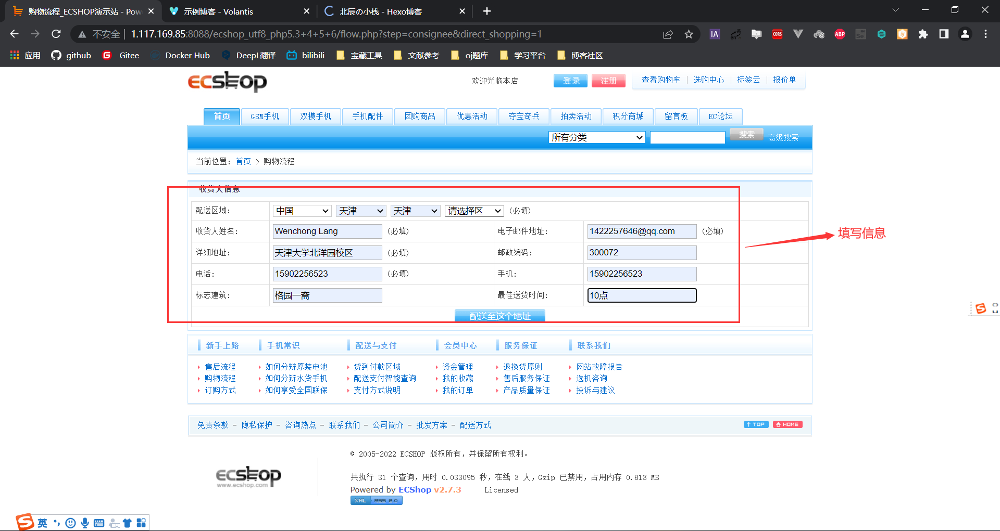 购物流程_ECSHOP演示站 - Pow
示例博客 - Volantis
北辰の小栈 - Hexo博客
不安全
1.117.169.85:8088/ecshop_utf8_php5.3+4+5+6/flow.php?step=consignee&direct_shopping=1
应用 github Gitee Docker Hub DeepL翻译 bilibili 宝藏工具 文献参考 oj题库 学习平台 博客社区
ECSHOP
欢迎光临本店
登录 注册
查看购物车 | 选购中心 | 标签云 | 报价单
首页 GSM手机 双模手机 手机配件 团购商品 优惠活动 夺宝奇兵 拍卖活动 积分商城 留言板 EC论坛
所有分类 搜索 高级搜索
当前位置: 首页 > 购物流程
收货人信息
配送区域: 中国 天津 天津 请选择区 (必填)
收货人姓名: Wenchong Lang (必填) 电子邮件地址: 1422257646@qq.com (必填)
填写信息
详细地址: 天津大学北洋园校区 (必填) 邮政编码: 300072
电话: 15902256523 (必填) 手机: 15902256523
标志建筑: 格园一斋 最佳送货时间: 10点
配送至这个地址
新手上路 手机常识 配送与支付 会员中心 服务保证 联系我们
售后流程 如何分辨原装电池 货到付款区域 资金管理 退换货原则 网站故障报告
购物流程 如何分辨水货手机 配送支付智能查询 我的收藏 售后服务保证 选机咨询
订购方式 如何享受全国联保 支付方式说明 我的订单 产品质量保证 投诉与建议
免责条款 - 隐私保护 - 咨询热点 - 联系我们 - 公司简介 - 批发方案 - 配送方式
TOP HOME
© 2005-2022 ECSHOP 版权所有，并保留所有权利。
ecshop
www.ecshop.com
共执行 31 个查询，用时 0.033095 秒，在线 3 人，Gzip 已禁用，占用内存 0.813 MB
Powered by ECShop v2.7.3 Licensed
XML RSS 2.0
英